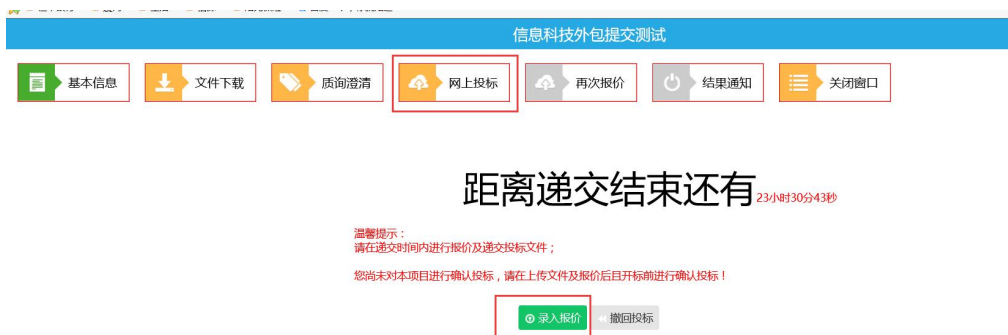 信息科技外包提交测试
基本信息 文件下载 质询澄清 网上投标 再次报价 结果通知 关闭窗口
距离递交结束还有23小时30分43秒
温馨提示：
请在递交时间内进行报价及递交投标文件；
您尚未对本项目进行确认投标，请在上传文件及报价后且开标前进行确认投标！
录入报价 撤回投标